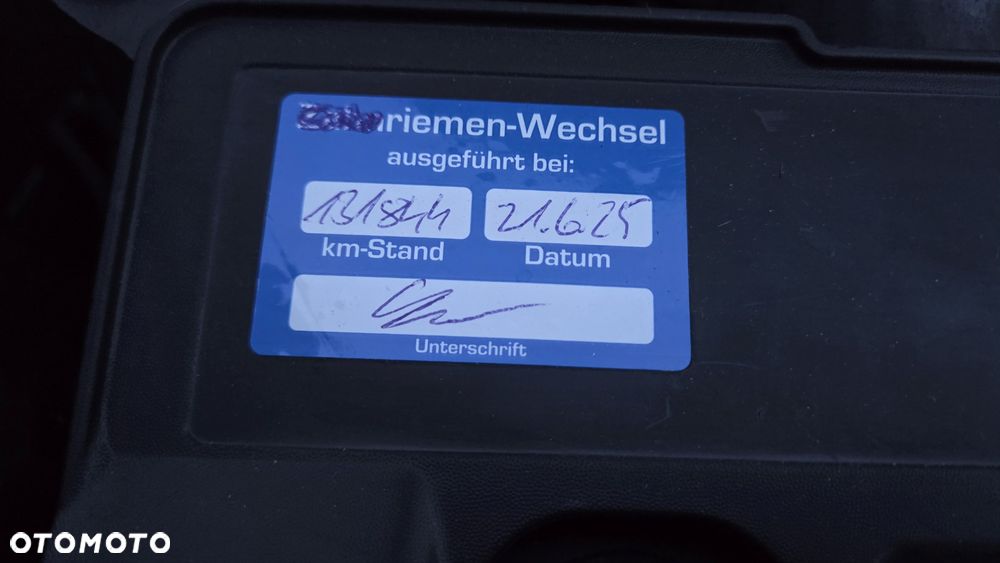 riemen-Wechsel
ausgeführt bei:
131844 21.6.25
km-Stand Datum
Unterschrift
OTOMOTO